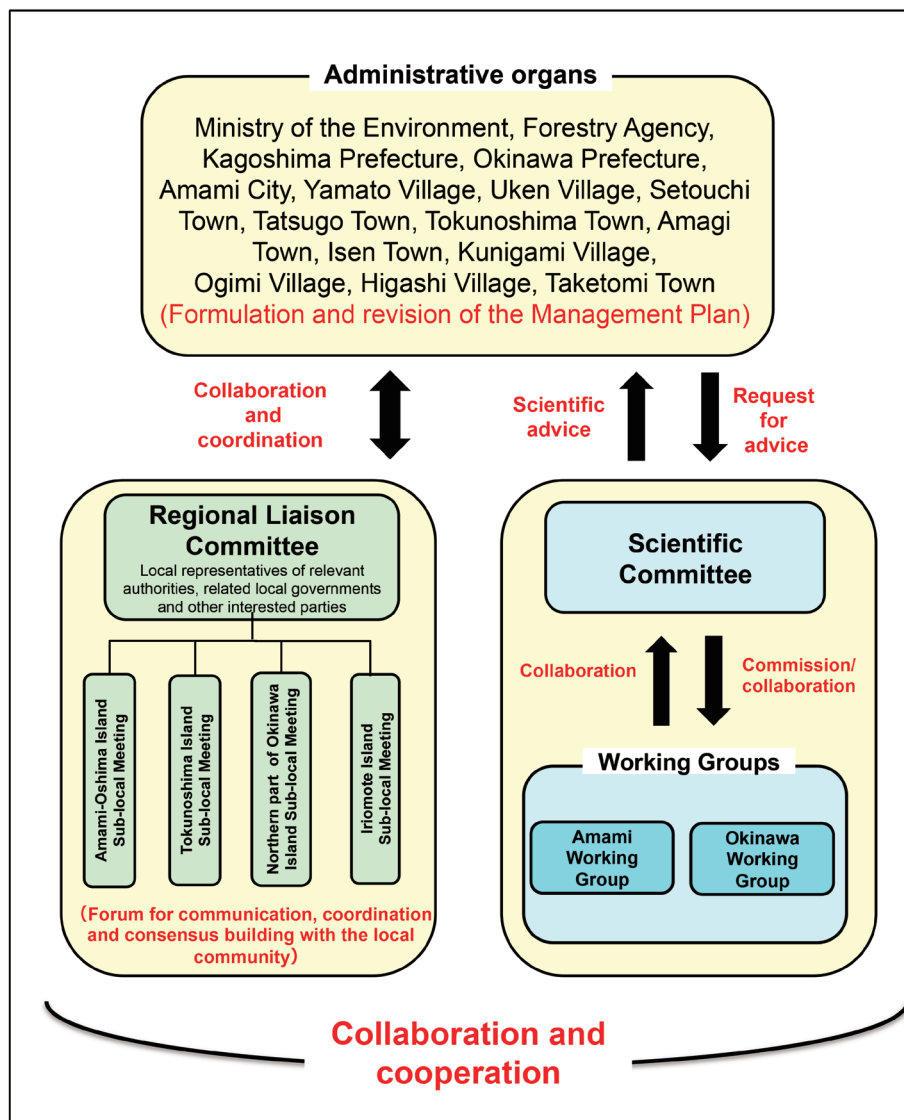 Administrative organs
Ministry of the Environment, Forestry Agency,
Kagoshima Prefecture, Okinawa Prefecture,
Amami City, Yamato Village, Uken Village, Setouchi
Town, Tatsugo Town, Tokunoshima Town, Amagi
Town, Isen Town, Kunigami Village,
Ogimi Village, Higashi Village, Taketomi Town
(Formulation and revision of the Management Plan)
Collaboration
and
coordination
Scientific
advice
Request
for
advice
Regional Liaison
Committee
Local representatives of relevant
authorities, related local governments
and other interested parties
Amami-Oshima Island
Sub-local Meeting
Tokunoshima Island
Sub-local Meeting
Northern part of Okinawa
Island Sub-local Meeting
Iriomote Island
Sub-local Meeting
（Forum for communication, coordination
and consensus building with the local
community）
Scientific
Committee
Collaboration
Commission/
collaboration
Working Groups
Amami
Working
Group
Okinawa
Working
Group
Collaboration and
cooperation